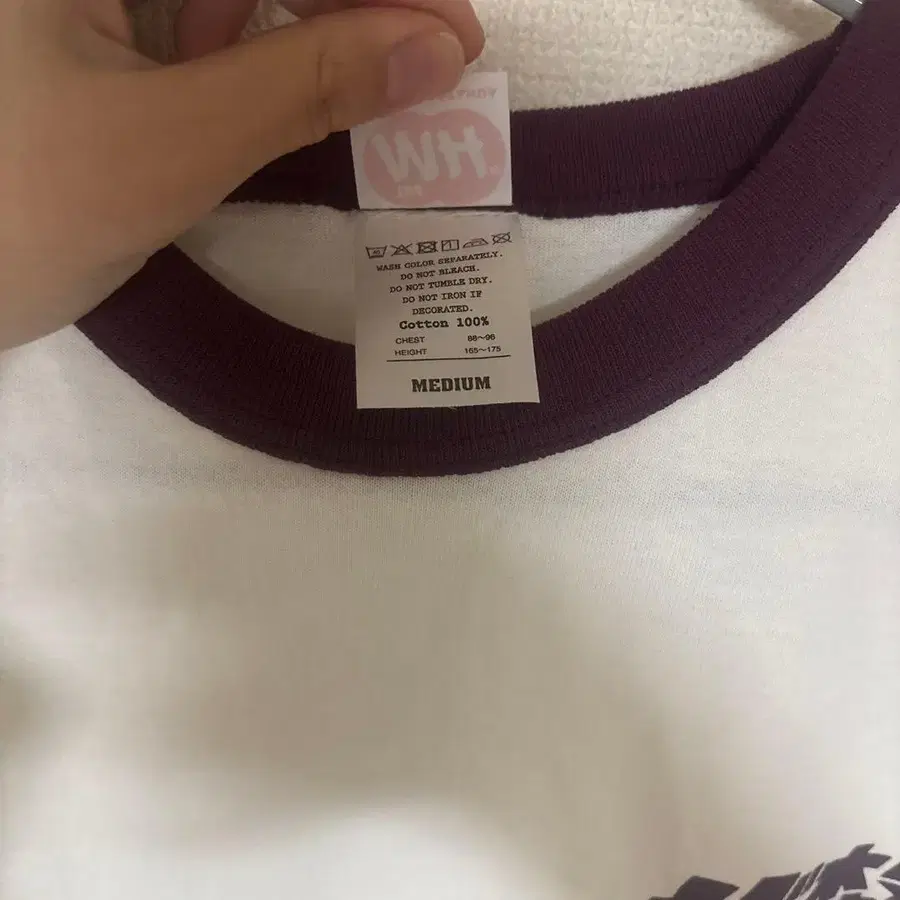 WH
WASH COLOR SEPARATELY.
DO NOT BLEACH.
DO NOT TUMBLE DRY.
DO NOT IRON IF
DECORATED.
Cotton 100%
CHEST 88~96
HEIGHT 165~175
MEDIUM